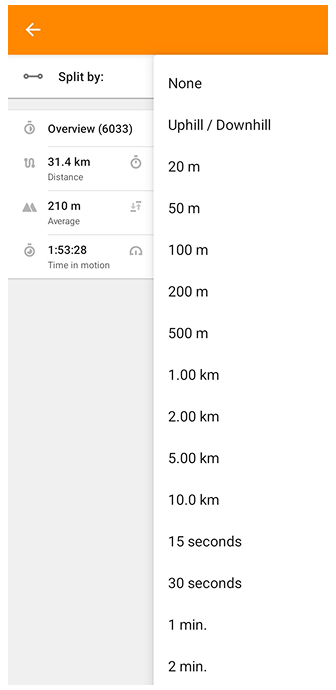 Split by:
Overview (6033)
31.4 km
Distance
210 m
Average
1:53:28
Time in motion
None
Uphill / Downhill
20 m
50 m
100 m
200 m
500 m
1.00 km
2.00 km
5.00 km
10.0 km
15 seconds
30 seconds
1 min.
2 min.